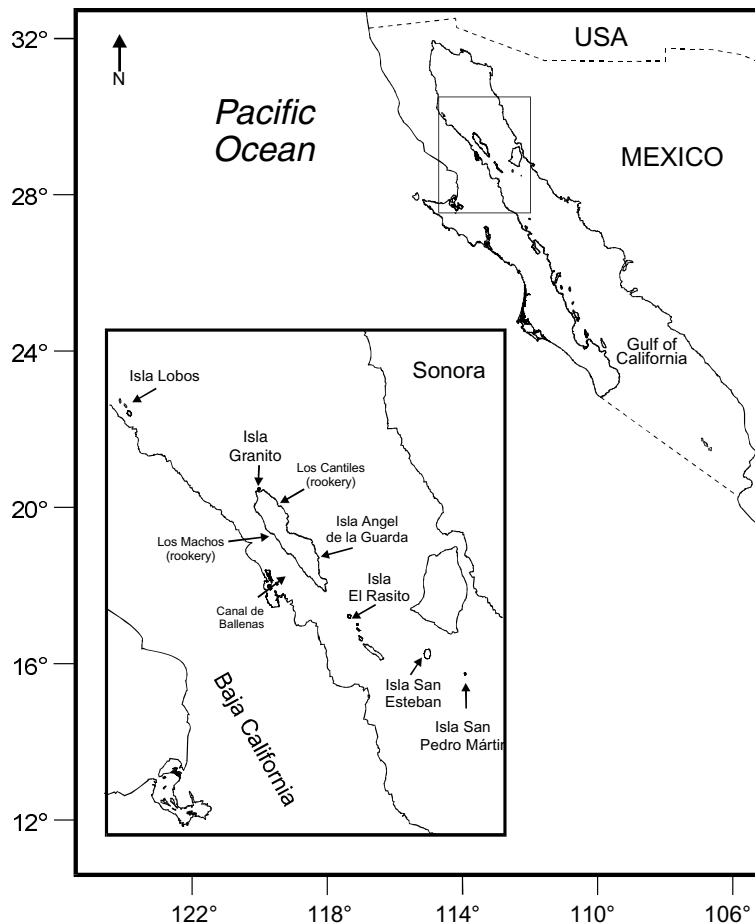 32°
28°
24°
20°
16°
12°
122°
118°
114°
110°
106°
N
USA
Pacific
Ocean
MEXICO
Gulf of
California
Sonora
Isla Lobos
Isla
Granito
Los Cantiles
(rookery)
Los Machos
(rookery)
Isla Angel
de la Guarda
Canal de
Ballenas
Isla
El Rasito
Isla San
Esteban
Isla San
Pedro Mártir
Baja California